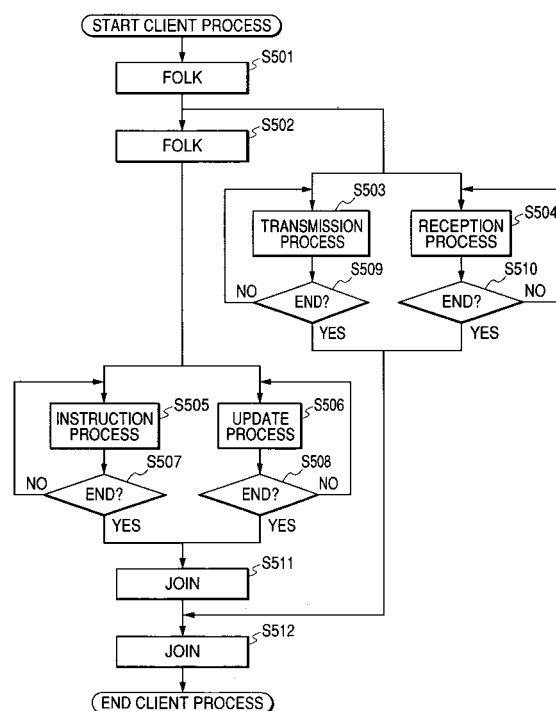 START CLIENT PROCESS
S501
FOLK
S502
FOLK
S503
TRANSMISSION
PROCESS
S504
RECEPTION
PROCESS
S509
END?
NO
YES
S510
END?
NO
YES
S505
INSTRUCTION
PROCESS
S506
UPDATE
PROCESS
S507
END?
NO
YES
S508
END?
NO
YES
S511
JOIN
S512
JOIN
END CLIENT PROCESS